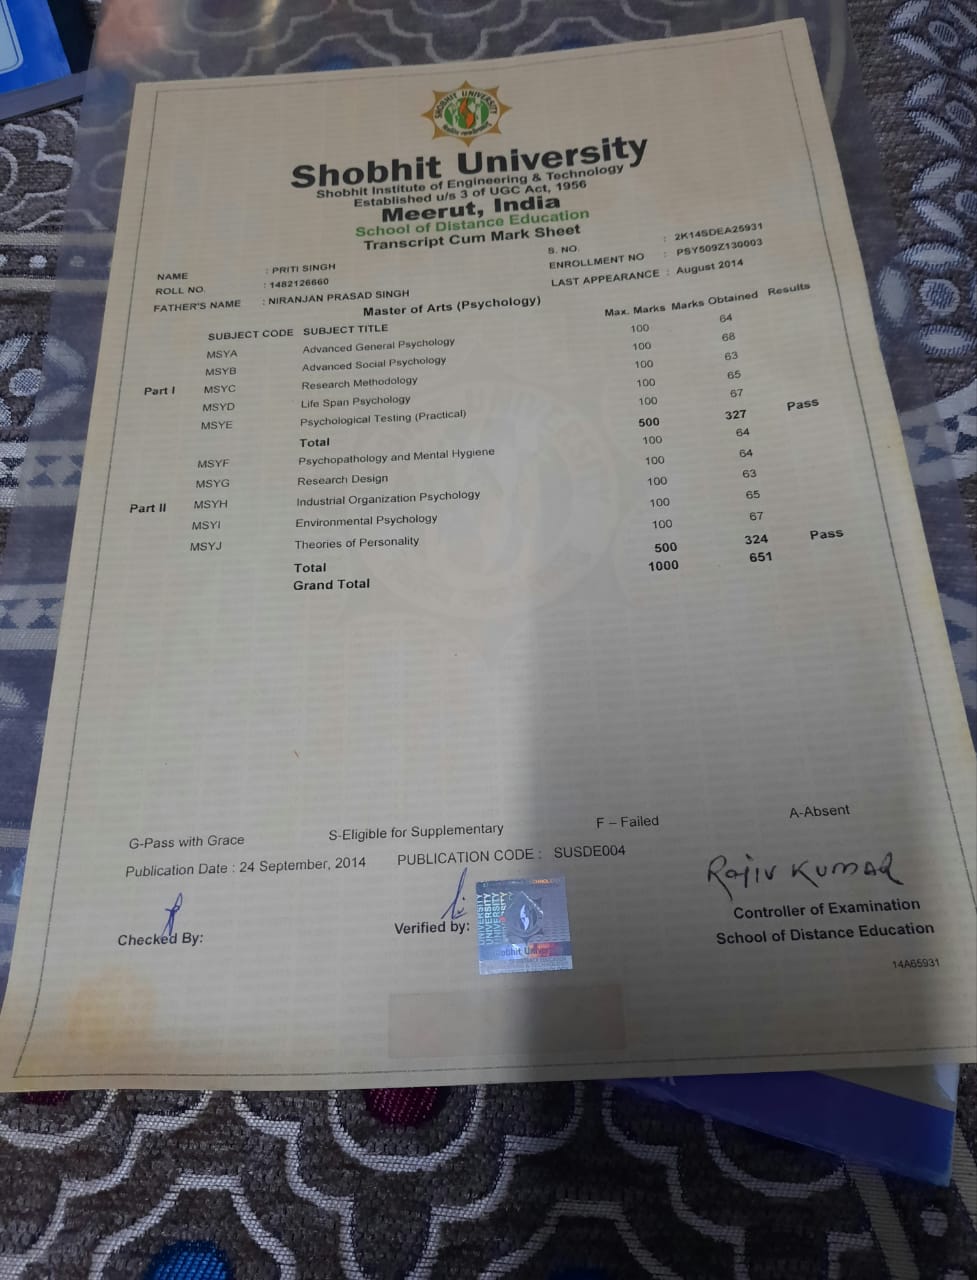 SHOBHIT UNIVERSITY
Shobhit University
Shobhit Institute of Engineering & Technology
Established u/s 3 of UGC Act, 1956
Meerut, India
School of Distance Education
Transcript Cum Mark Sheet
S. NO. : 2K14SDEA25931
NAME : PRITI SINGH ENROLLMENT NO : PSY509Z130003
ROLL NO. : 1482126660 LAST APPEARANCE : August 2014
FATHER'S NAME : NIRANJAN PRASAD SINGH
Master of Arts (Psychology)
SUBJECT CODE SUBJECT TITLE Max. Marks Marks Obtained Results
MSYA Advanced General Psychology 100 64
MSYB Advanced Social Psychology 100 68
Part I MSYC Research Methodology 100 63
MSYD Life Span Psychology 100 65
MSYE Psychological Testing (Practical) 100 67
Total 500 327 Pass
MSYF Psychopathology and Mental Hygiene 100 64
MSYG Research Design 100 64
Part II MSYH Industrial Organization Psychology 100 63
MSYI Environmental Psychology 100 65
MSYJ Theories of Personality 100 67
Total 500 324 Pass
Grand Total 1000 651
G-Pass with Grace S-Eligible for Supplementary F – Failed A-Absent
Publication Date : 24 September, 2014 PUBLICATION CODE : SUSDE004
Rajiv Kumar
Checked By: Verified by: Controller of Examination
School of Distance Education
UNIVERSITY
UNIVERSITY
UNIVERSITY
14A65931